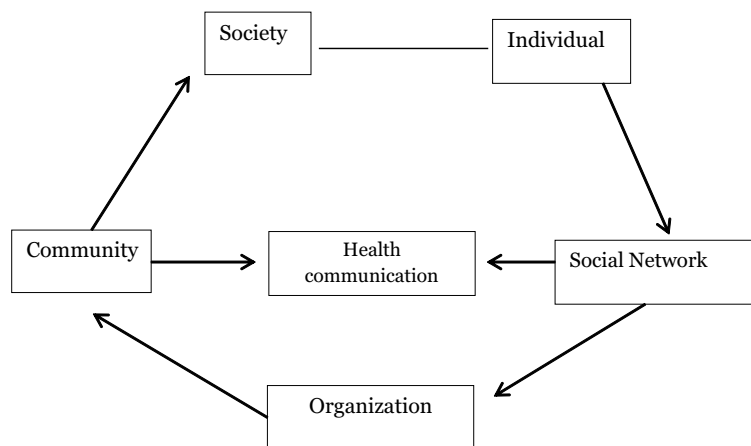 Society
Individual
Community
Health
communication
Social Network
Organization